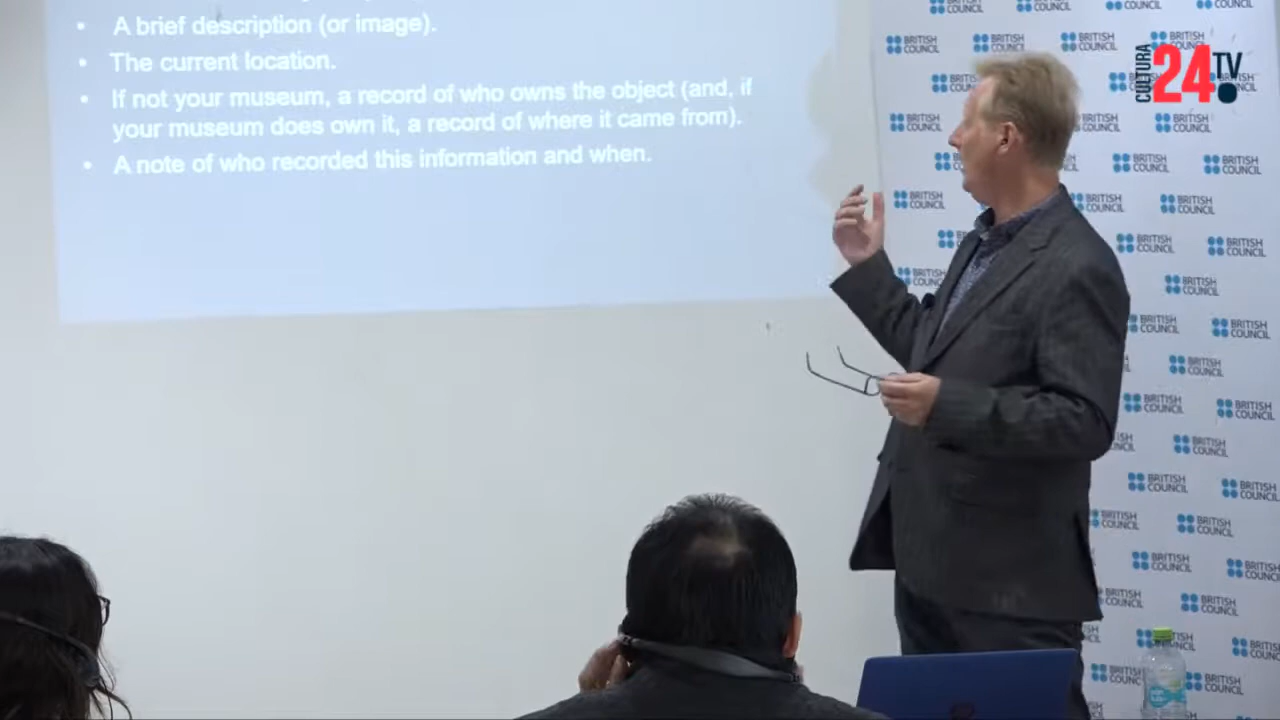 • A brief description (or image).
• The current location.
• If not your museum, a record of who owns the object (and, if
your museum does own it, a record of where it came from).
• A note of who recorded this information and when.
CULTURA
24TV
BRITISH
COUNCIL